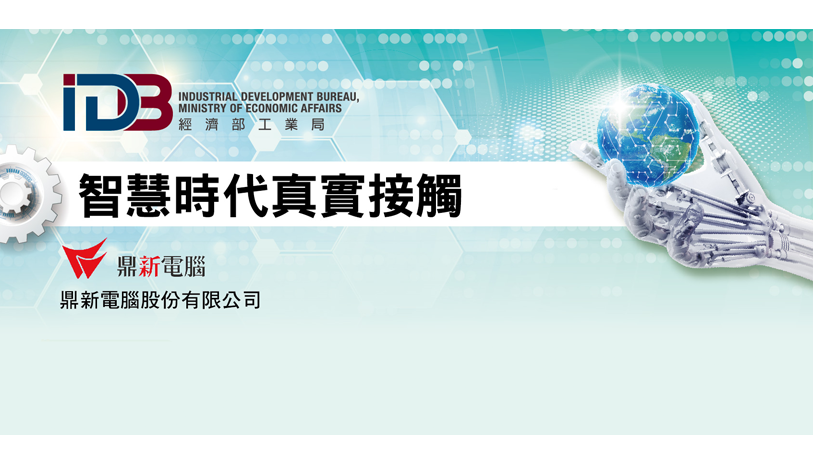 iDB
INDUSTRIAL DEVELOPMENT BUREAU,
MINISTRY OF ECONOMIC AFFAIRS
經濟部工業局
智慧時代真實接觸
鼎新電腦
鼎新電腦股份有限公司